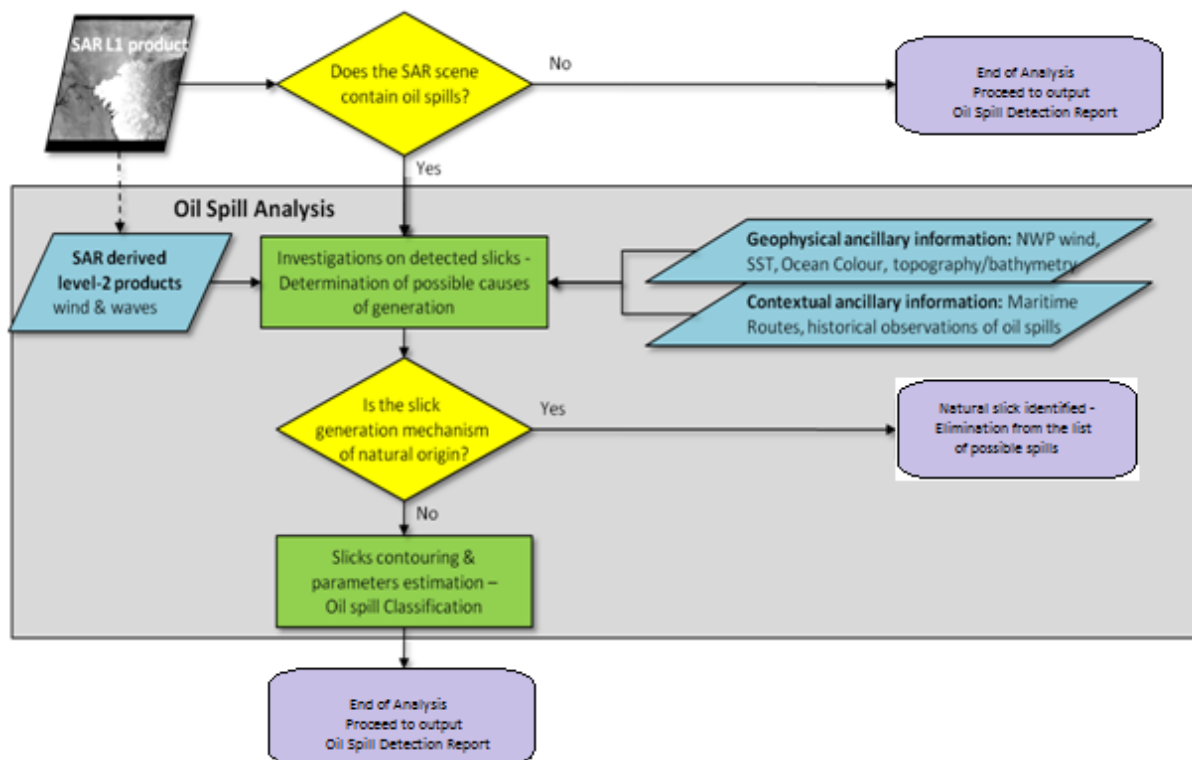 SAR L1 product
Does the SAR scene
contain oil spills?
No
End of Analysis
Proceed to output
Oil Spill Detection Report
Yes
Oil Spill Analysis
SAR derived
level-2 products
wind & waves
Investigations on detected slicks -
Determination of possible causes
of generation
Geophysical ancillary information: NWP wind,
SST, Ocean Colour, topography/bathymetry
Contextual ancillary information: Maritime
Routes, historical observations of oil spills
Is the slick
generation mechanism
of natural origin?
Yes
Natural slick identified -
Elimination from the list
of possible spills
No
Slicks contouring &
parameters estimation –
Oil spill Classification
End of Analysis
Proceed to output
Oil Spill Detection Report